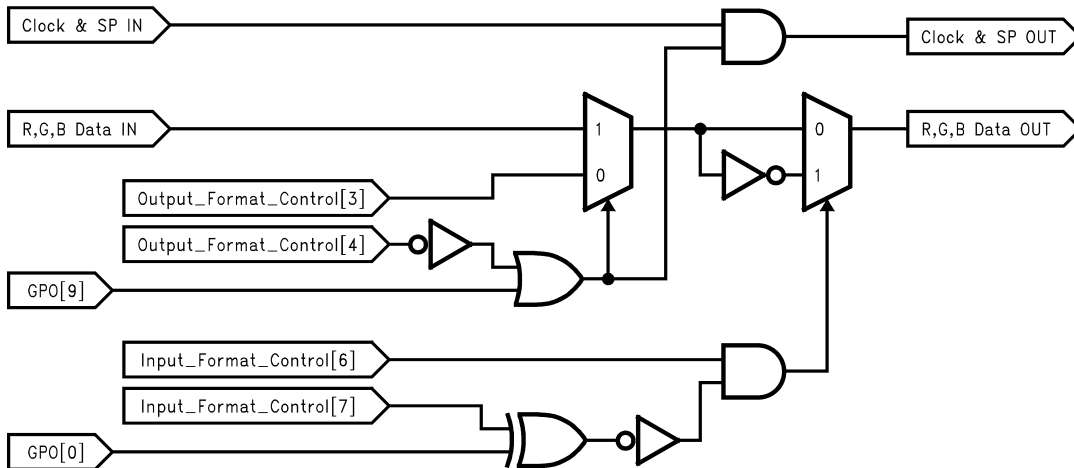 Clock & SP IN
Clock & SP OUT
R,G,B Data IN
1
0
0
1
R,G,B Data OUT
Output_Format_Control[3]
Output_Format_Control[4]
GPO[9]
Input_Format_Control[6]
Input_Format_Control[7]
GPO[0]